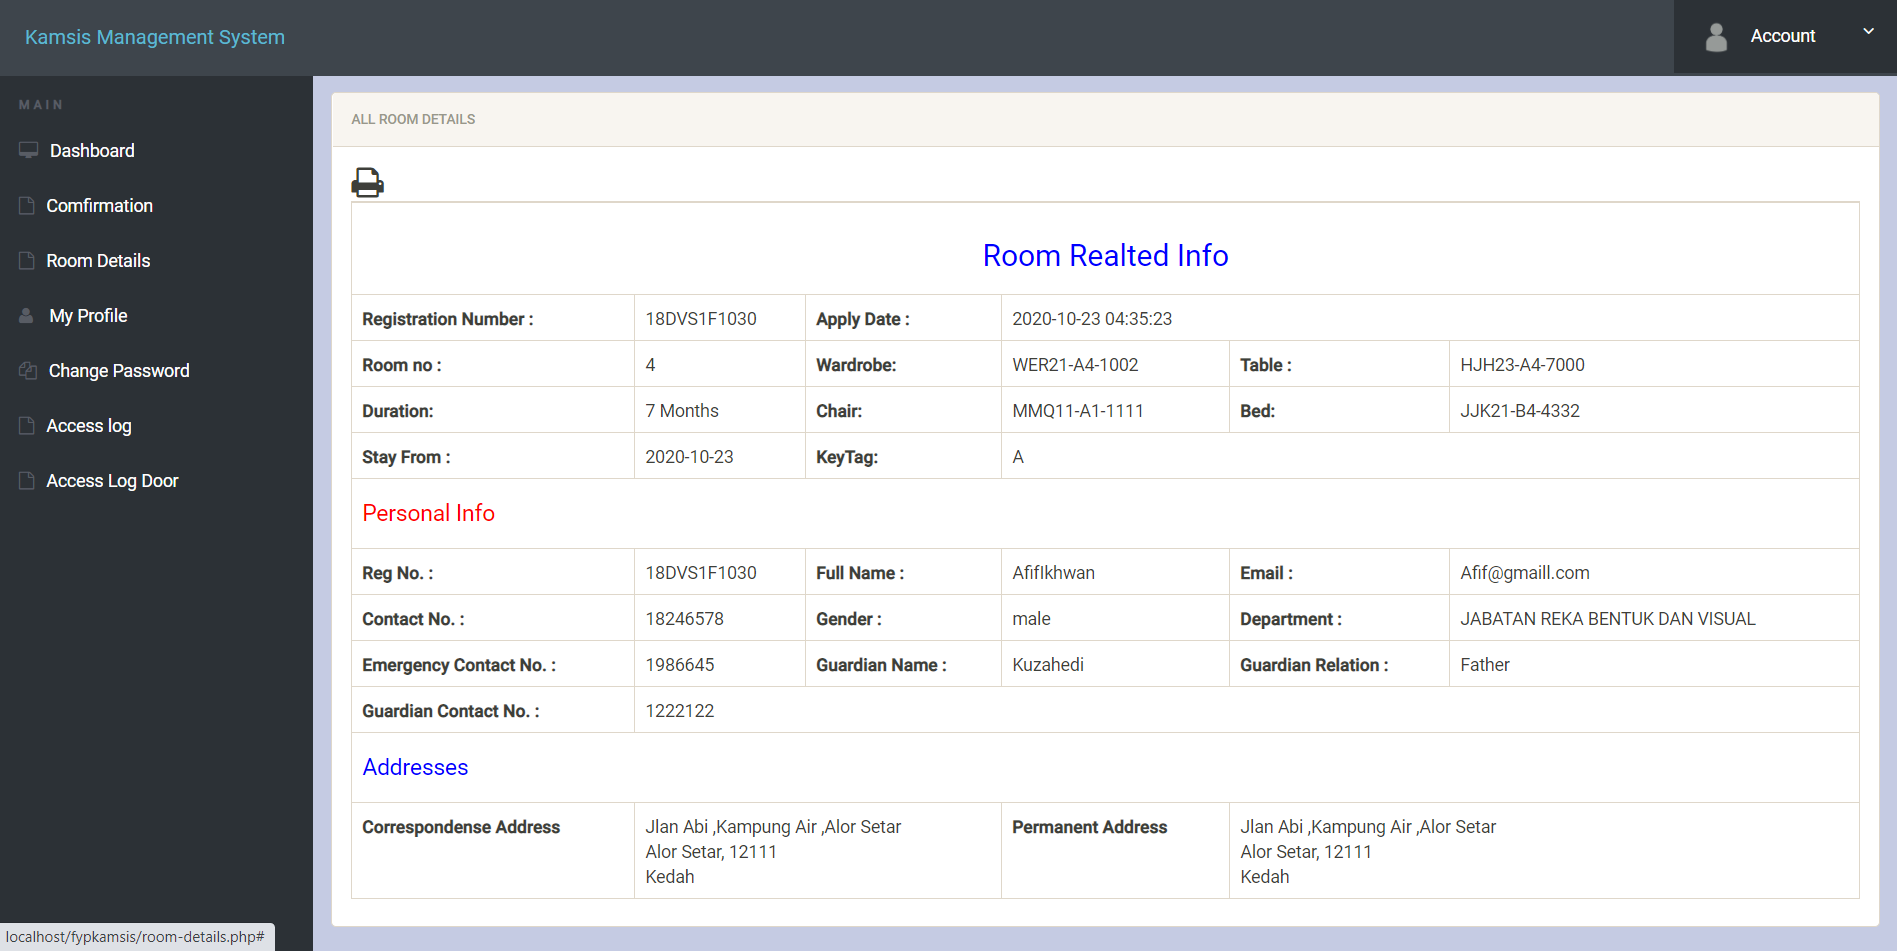 Kamsis Management System
Account
MAIN
Dashboard
Comfirmation
Room Details
My Profile
Change Password
Access log
Access Log Door
ALL ROOM DETAILS
Room Realted Info
Registration Number : 18DVS1F1030 Apply Date : 2020-10-23 04:35:23
Room no : 4 Wardrobe: WER21-A4-1002 Table : HJH23-A4-7000
Duration: 7 Months Chair: MMQ11-A1-1111 Bed: JJK21-B4-4332
Stay From : 2020-10-23 KeyTag: A
Personal Info
Reg No. : 18DVS1F1030 Full Name : AfifIkhwan Email : Afif@gmaill.com
Contact No. : 18246578 Gender : male Department : JABATAN REKA BENTUK DAN VISUAL
Emergency Contact No. : 1986645 Guardian Name : Kuzahedi Guardian Relation : Father
Guardian Contact No. : 1222122
Addresses
Correspondense Address
Jlan Abi ,Kampung Air ,Alor Setar
Alor Setar, 12111
Kedah
Permanent Address
Jlan Abi ,Kampung Air ,Alor Setar
Alor Setar, 12111
Kedah
localhost/fypkamsis/room-details.php#